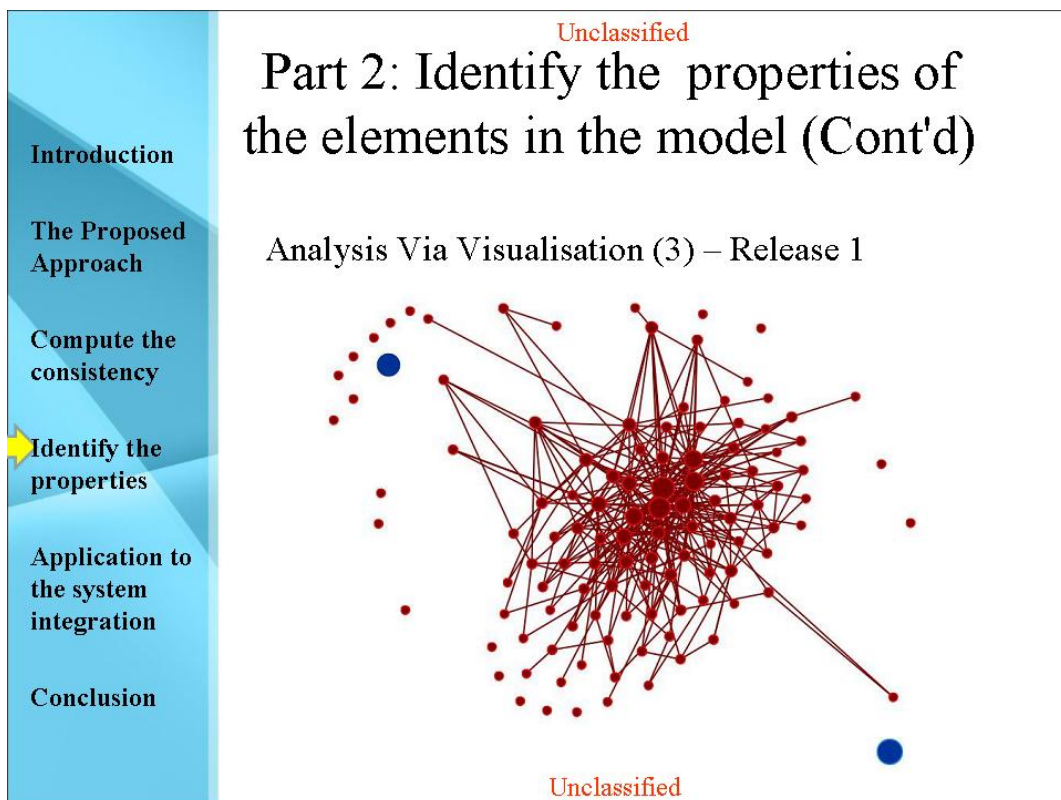 Unclassified
Part 2: Identify the properties of
the elements in the model (Cont'd)
Introduction
The Proposed
Approach
Compute the
consistency
Identify the
properties
Application to
the system
integration
Conclusion
Analysis Via Visualisation (3) – Release 1
Unclassified